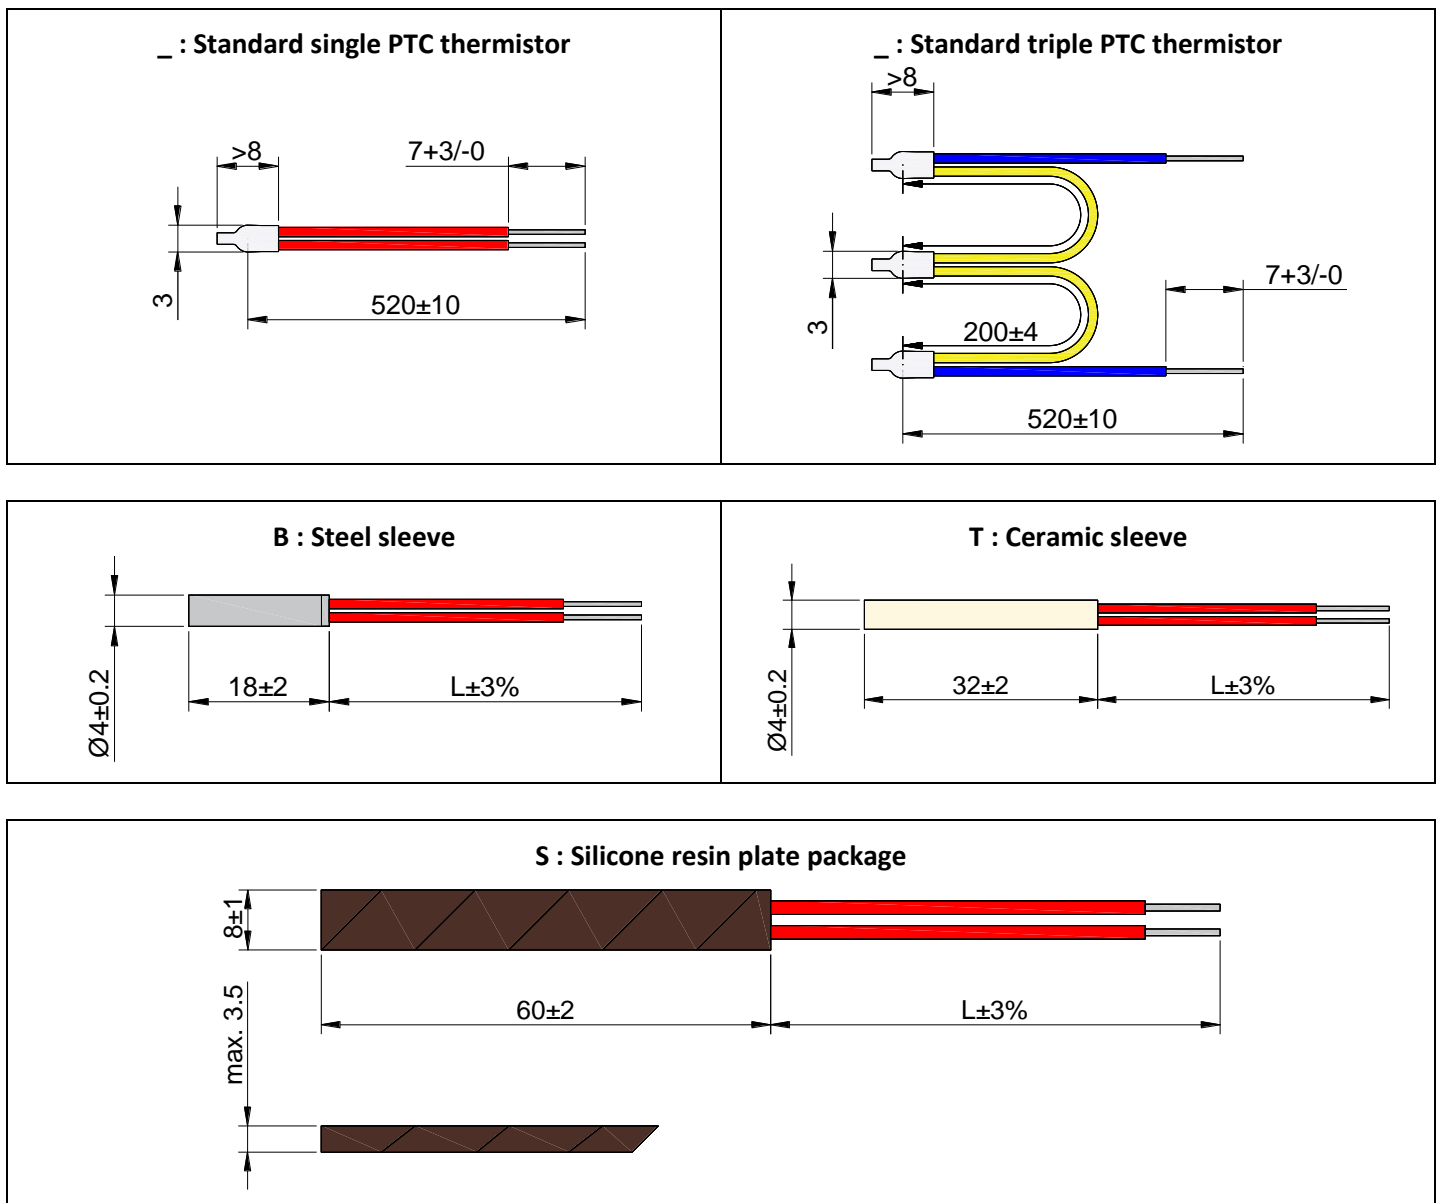 _ : Standard single PTC thermistor
>8
7+3/-0
3
520±10
_ : Standard triple PTC thermistor
>8
7+3/-0
3
200±4
520±10
B : Steel sleeve
Ø4±0.2
18±2
L±3%
T : Ceramic sleeve
Ø4±0.2
32±2
L±3%
S : Silicone resin plate package
8±1
60±2
L±3%
max. 3.5